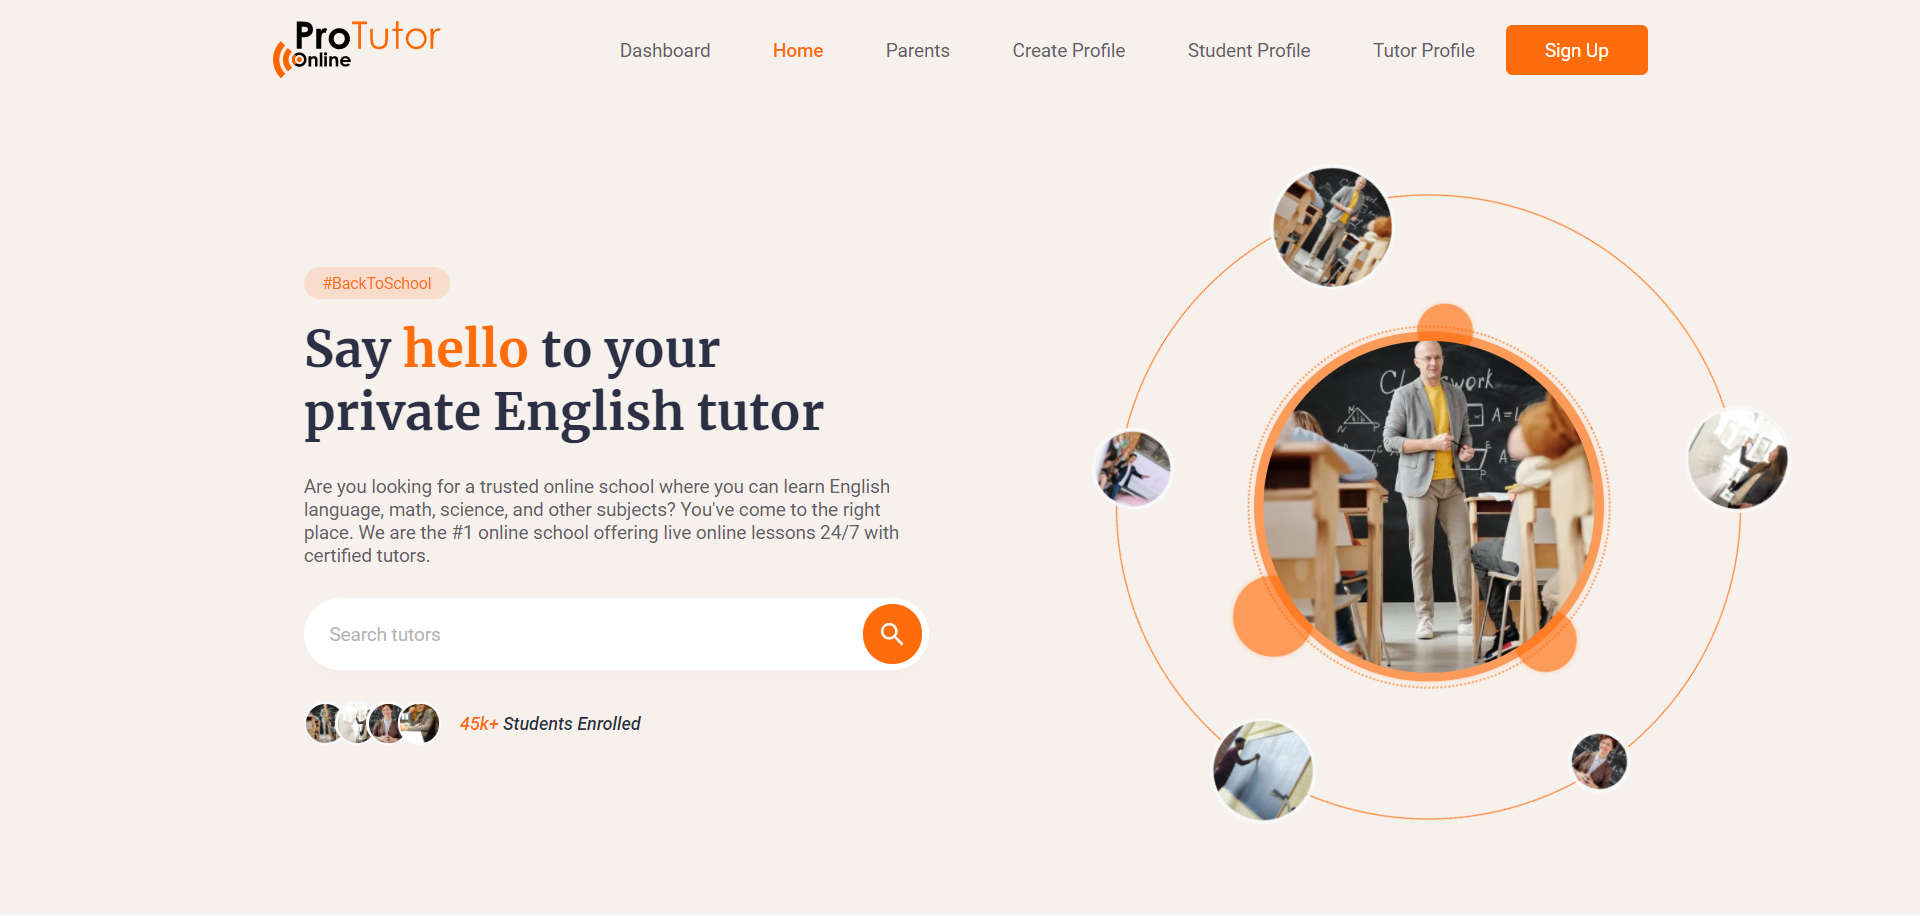 ProTutor
Online
Dashboard
Home
Parents
Create Profile
Student Profile
Tutor Profile
Sign Up
#BackToSchool
Say hello to your
private English tutor
Are you looking for a trusted online school where you can learn English
language, math, science, and other subjects? You've come to the right
place. We are the #1 online school offering live online lessons 24/7 with
certified tutors.
Search tutors
45k+ Students Enrolled